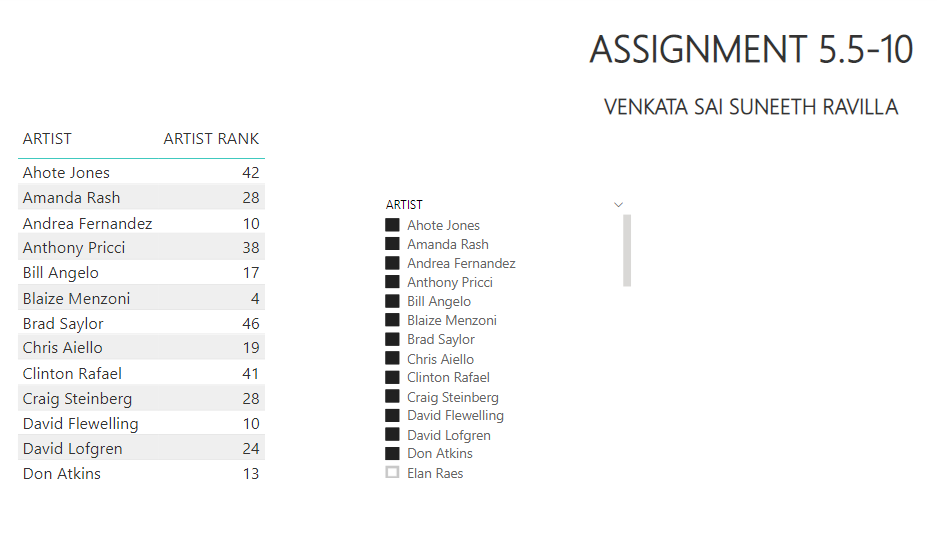 ASSIGNMENT 5.5-10
VENKATA SAI SUNEETH RAVILLA
ARTIST ARTIST RANK
Ahote Jones 42
Amanda Rash 28
Andrea Fernandez 10
Anthony Pricci 38
Bill Angelo 17
Blaize Menzoni 4
Brad Saylor 46
Chris Aiello 19
Clinton Rafael 41
Craig Steinberg 28
David Flewelling 10
David Lofgren 24
Don Atkins 13
ARTIST
Ahote Jones
Amanda Rash
Andrea Fernandez
Anthony Pricci
Bill Angelo
Blaize Menzoni
Brad Saylor
Chris Aiello
Clinton Rafael
Craig Steinberg
David Flewelling
David Lofgren
Don Atkins
Elan Raes